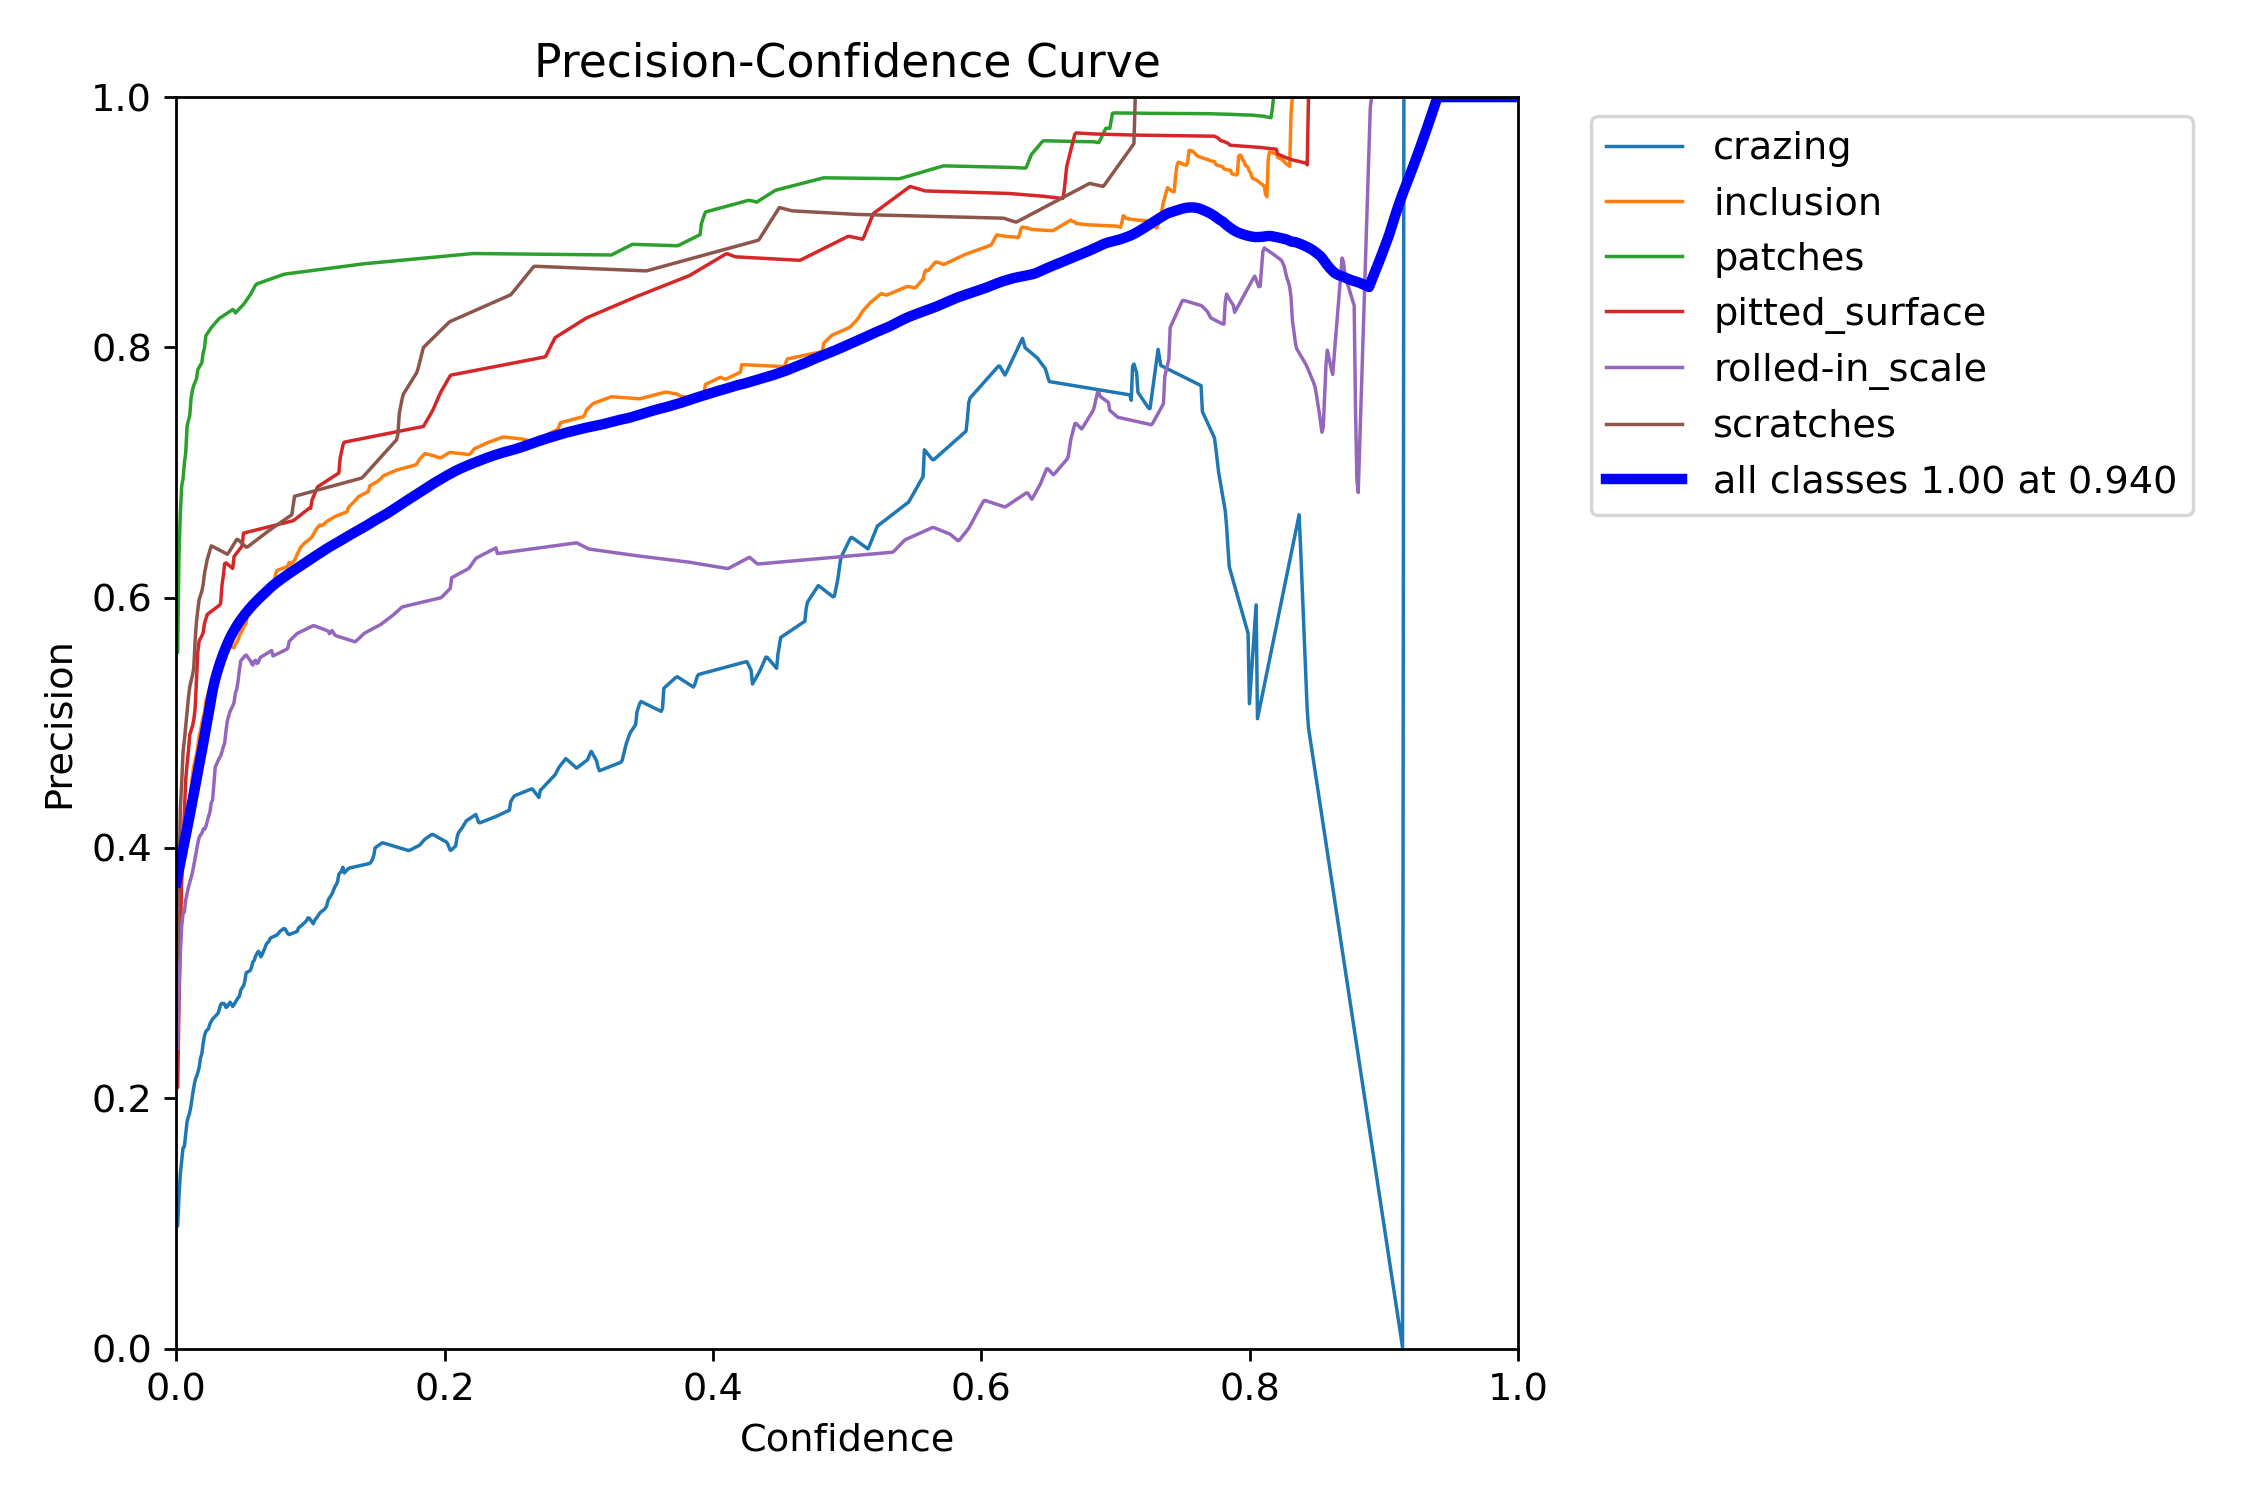 Precision-Confidence Curve
1.0
0.8
0.6
0.4
0.2
0.0
Precision
0.0 0.2 0.4 0.6 0.8 1.0
Confidence
crazing
inclusion
patches
pitted_surface
rolled-in_scale
scratches
all classes 1.00 at 0.940